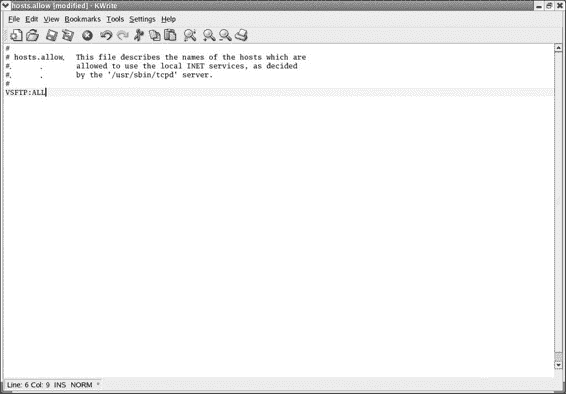 hosts.allow [modified] - KWrite
File Edit View Bookmarks Tools Settings Help
#
# hosts.allow. This file describes the names of the hosts which are
#. . allowed to use the local INET services, as decided
#. . by the '/usr/sbin/tcpd' server.
#
VSFTP:ALL
Line: 6 Col: 9 INS NORM *